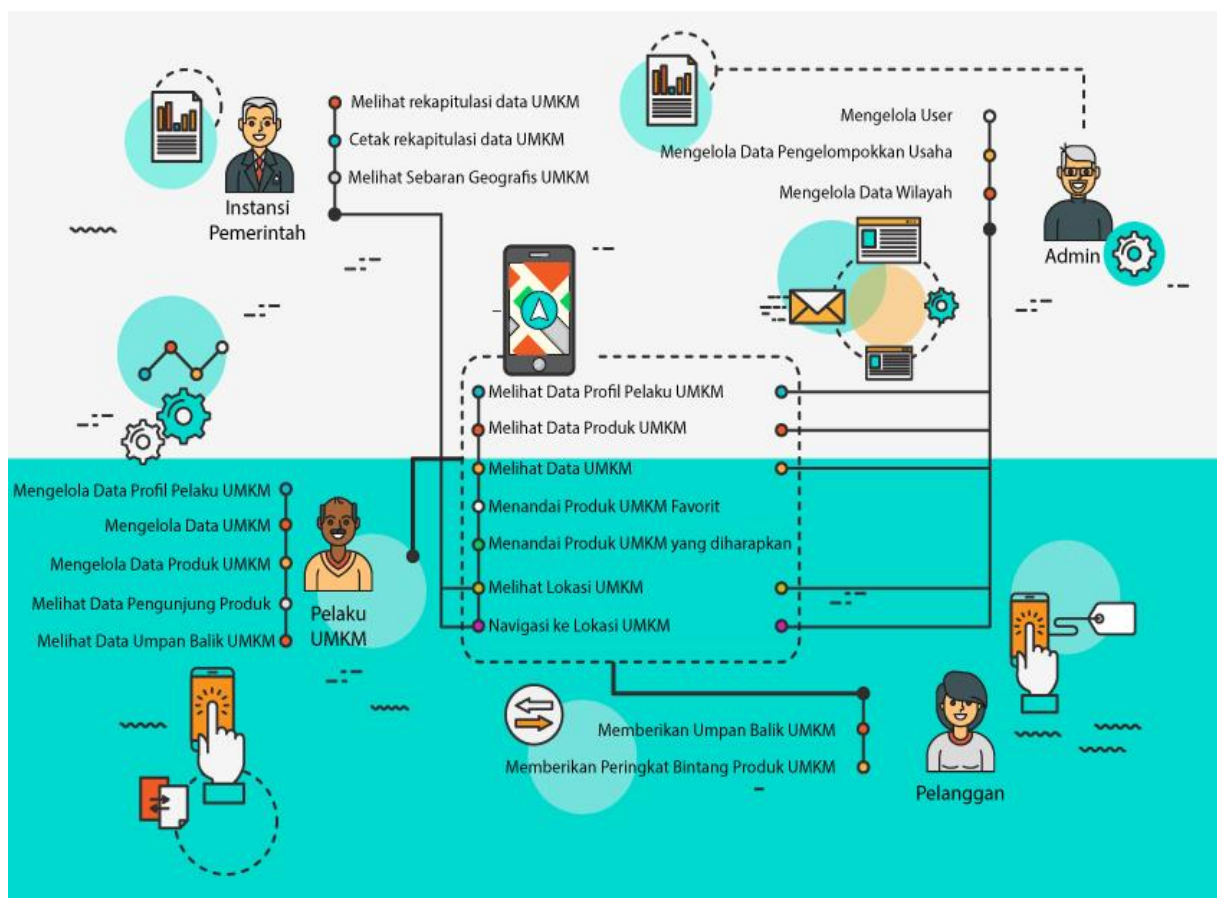 Melihat rekapitulasi data UMKM
Cetak rekapitulasi data UMKM
Melihat Sebaran Geografis UMKM
Instansi
Pemerintah
Mengelola User
Mengelola Data Pengelompokkan Usaha
Mengelola Data Wilayah
Admin
Melihat Data Profil Pelaku UMKM
Melihat Data Produk UMKM
Melihat Data UMKM
Menandai Produk UMKM Favorit
Menandai Produk UMKM yang diharapkan
Melihat Lokasi UMKM
Navigasi ke Lokasi UMKM
Mengelola Data Profil Pelaku UMKM
Mengelola Data UMKM
Mengelola Data Produk UMKM
Melihat Data Pengunjung Produk
Melihat Data Umpan Balik UMKM
Pelaku
UMKM
Memberikan Umpan Balik UMKM
Memberikan Peringkat Bintang Produk UMKM
Pelanggan